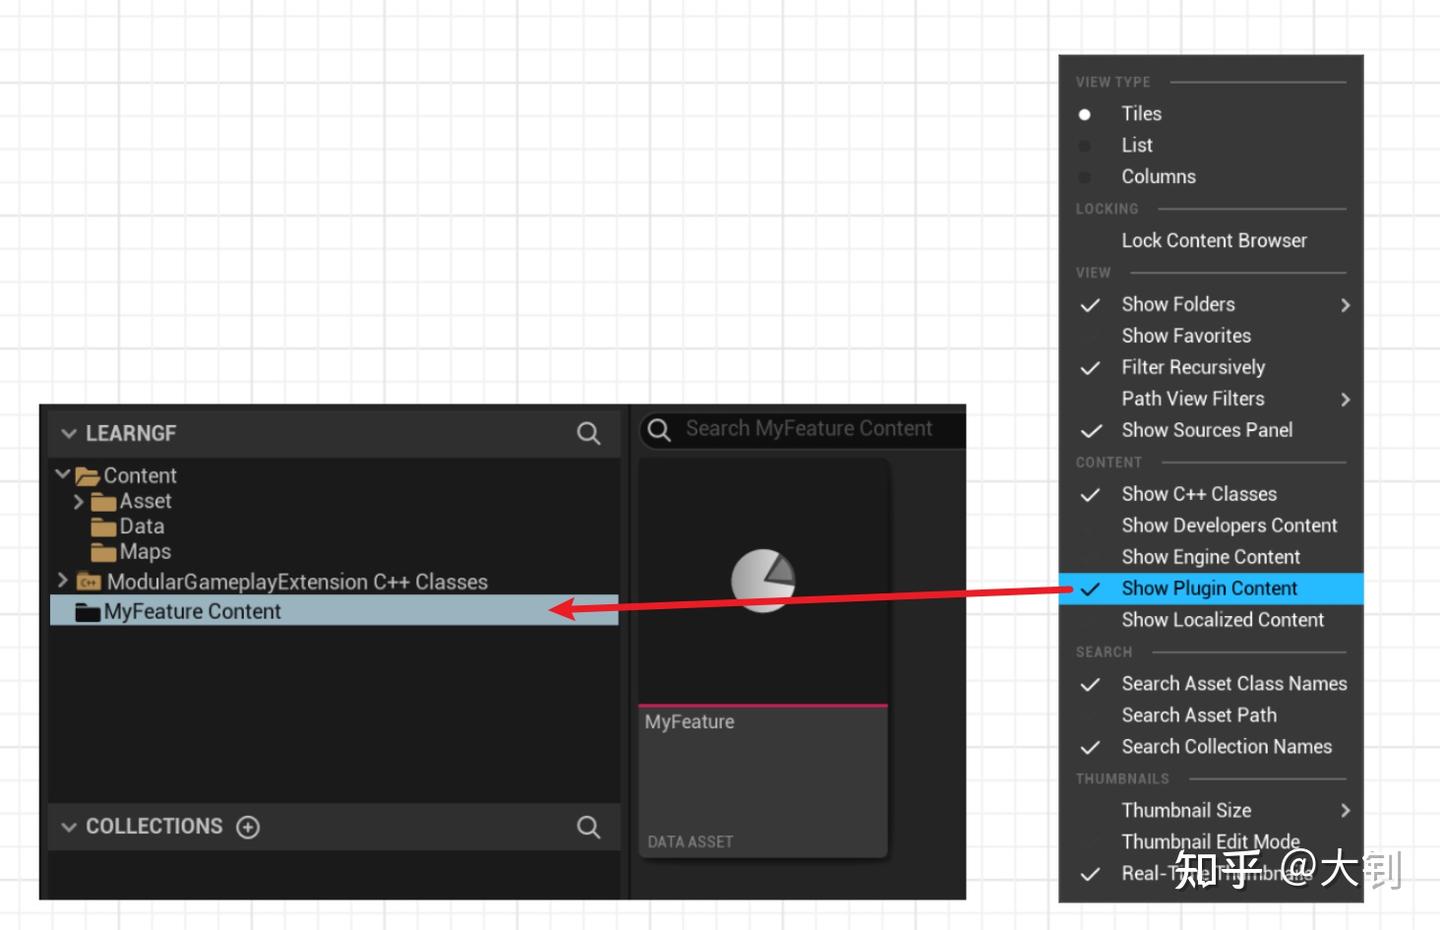 LEARNGF
Content
Asset
Data
Maps
C++ ModularGameplayExtension C++ Classes
MyFeature Content
COLLECTIONS
Search MyFeature Content
MyFeature
DATA ASSET
VIEW TYPE
Tiles
List
Columns
LOCKING
Lock Content Browser
VIEW
Show Folders
Show Favorites
Filter Recursively
Path View Filters
Show Sources Panel
CONTENT
Show C++ Classes
Show Developers Content
Show Engine Content
Show Plugin Content
Show Localized Content
SEARCH
Search Asset Class Names
Search Asset Path
Search Collection Names
THUMBNAILS
Thumbnail Size
Thumbnail Edit Mode
Real-Time Thumbnails
知乎 @大钊